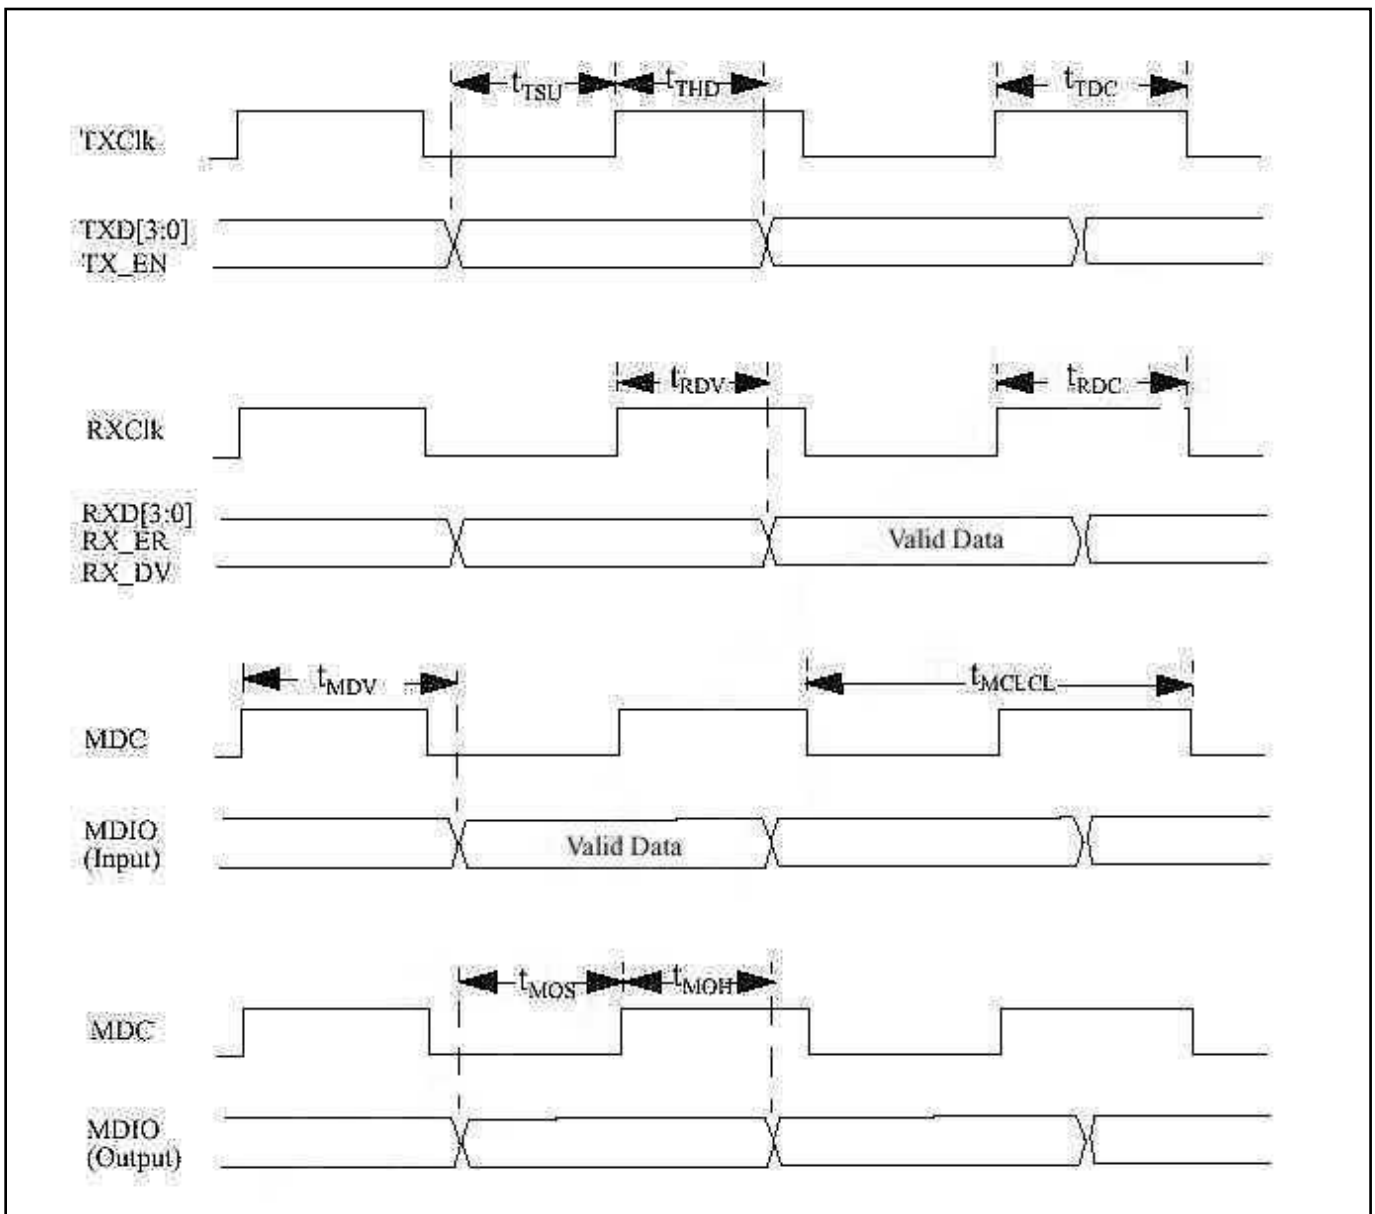 tTSU tTHD tTDC
TXClk
TXD[3:0]
TX_EN
tRDV tRDC
RXClk
RXD[3:0]
RX_ER Valid Data
RX_DV
tMDV tMCLCL
MDC
MDIO
(Input) Valid Data
tMOS tMOH
MDC
MDIO
(Output)